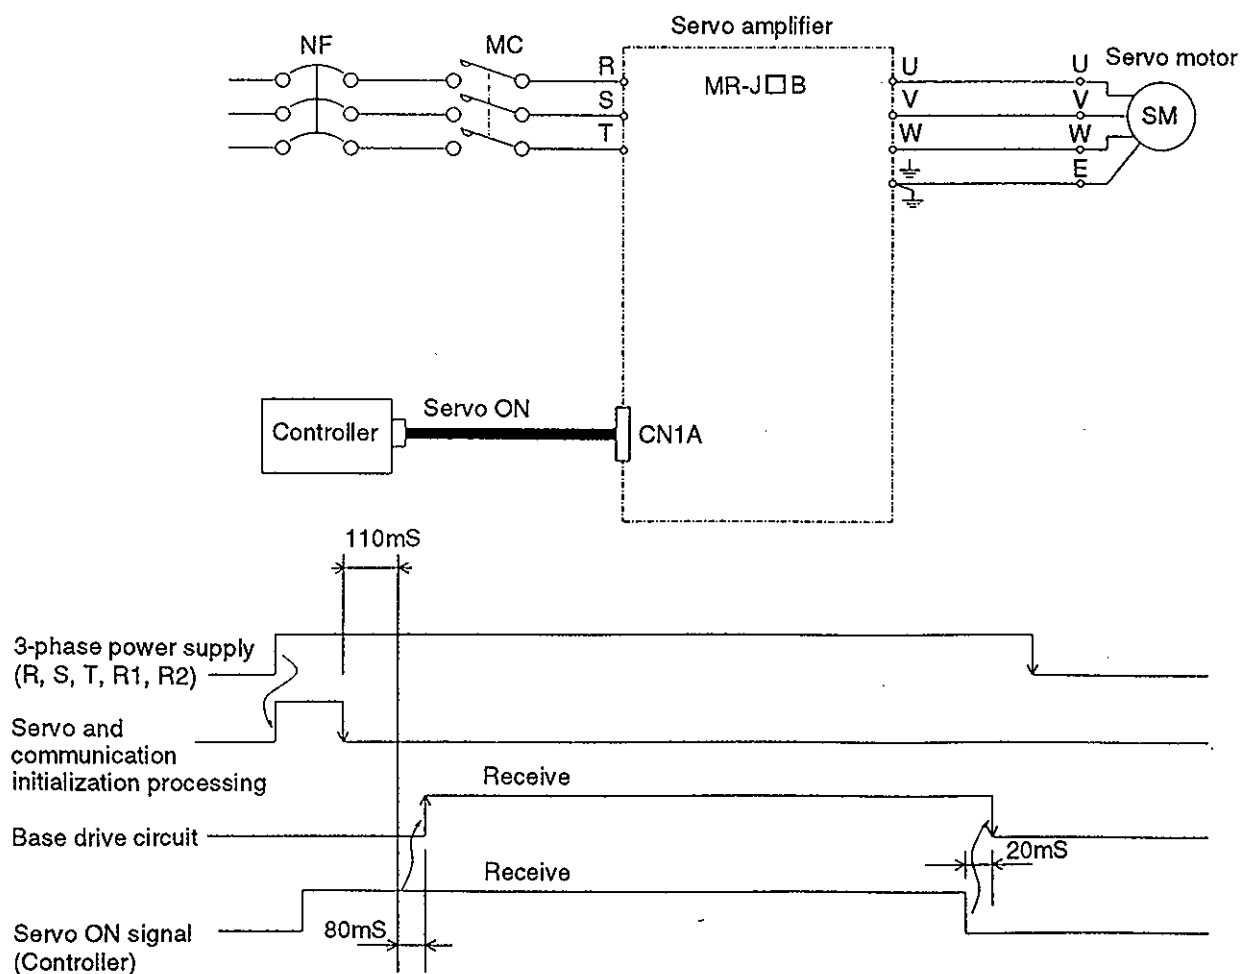 Servo amplifier
NF
MC
R
S
T
MR-J□B
U
V
W
U
V
W
E
Servo motor
SM
Controller
Servo ON
CN1A
110mS
3-phase power supply
(R, S, T, R1, R2)
Servo and
communication
initialization processing
Receive
Base drive circuit
20mS
Receive
Servo ON signal
(Controller)
80mS